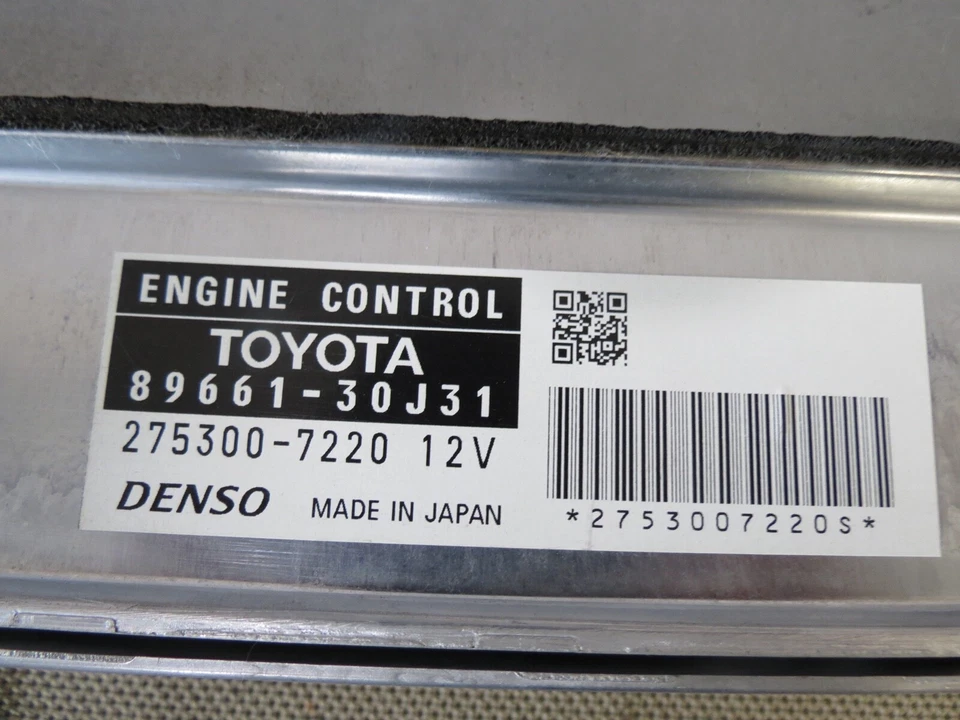 ENGINE CONTROL
TOYOTA
89661-30J31
275300-7220 12V
DENSO MADE IN JAPAN
*2753007220S*